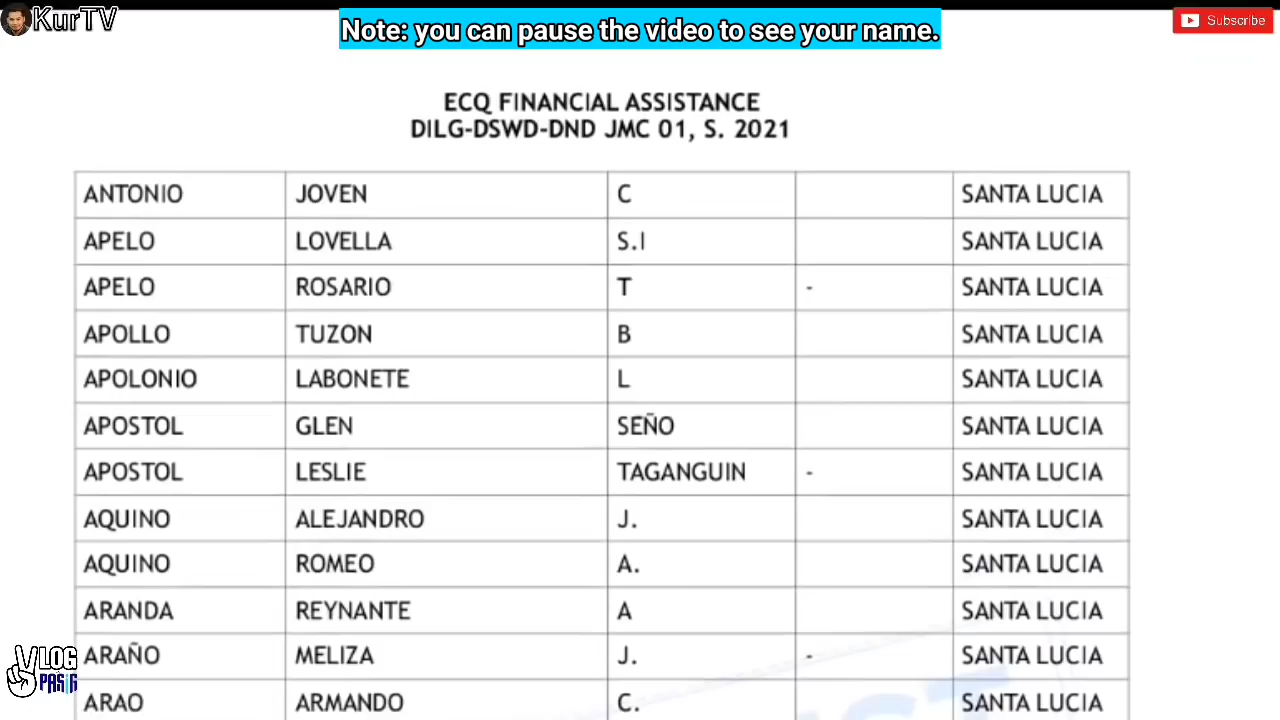 KurTV
Note: you can pause the video to see your name.
Subscribe
ECQ FINANCIAL ASSISTANCE
DILG-DSWD-DND JMC 01, S. 2021
ANTONIO JOVEN C SANTA LUCIA
APELO LOVELLA S.I SANTA LUCIA
APELO ROSARIO T - SANTA LUCIA
APOLLO TUZON B SANTA LUCIA
APOLONIO LABONETE L SANTA LUCIA
APOSTOL GLEN SEÑO SANTA LUCIA
APOSTOL LESLIE TAGANGUIN - SANTA LUCIA
AQUINO ALEJANDRO J. SANTA LUCIA
AQUINO ROMEO A. SANTA LUCIA
ARANDA REYNANTE A SANTA LUCIA
ARAÑO MELIZA J. - SANTA LUCIA
ARAO ARMANDO C. SANTA LUCIA
VLOG
PASIG